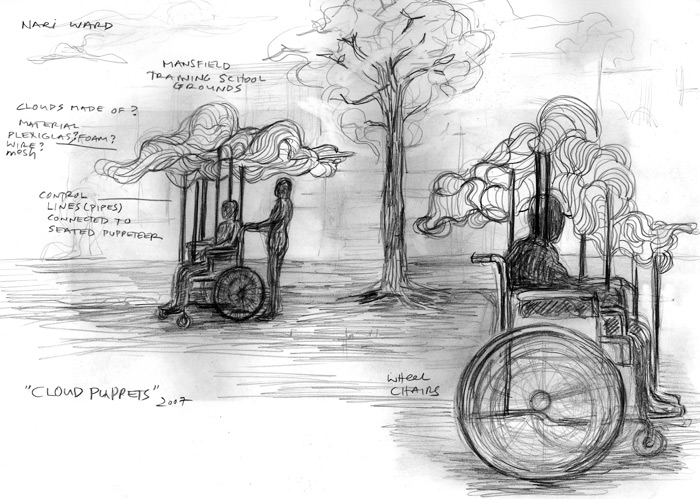 NARI WARD
MANSFIELD
TRAINING SCHOOL
GROUNDS
CLOUDS MADE OF?
MATERIAL
PLEXIGLAS? FOAM?
WIRE?
MOSH
CONTROL
LINES (PIPES)
CONNECTED TO
SEATED PUPPETEER
"CLOUD PUPPETS"
2007
WHEEL
CHAIRS